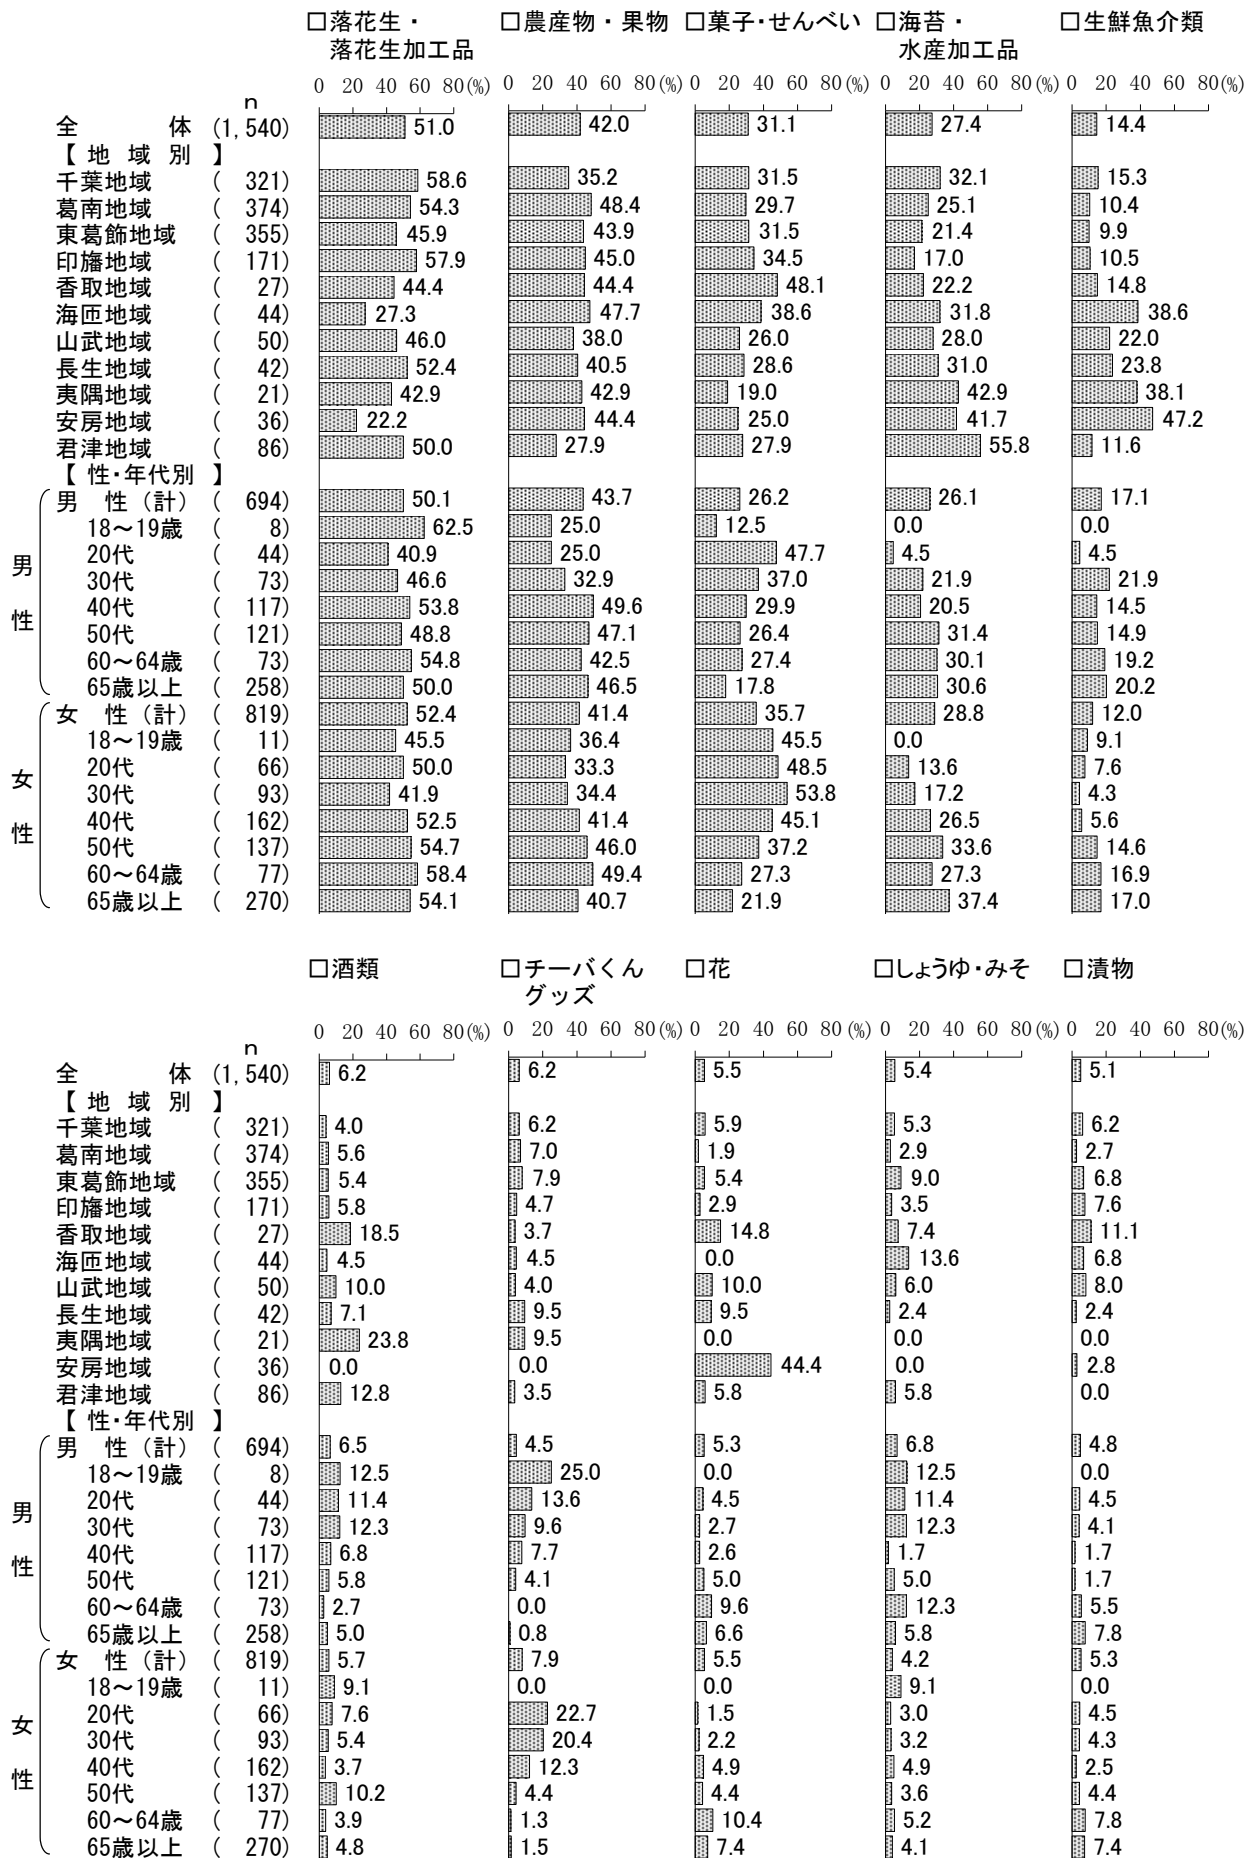 □落花生・ □農産物・果物 □菓子・せんべい □海苔・ □生鮮魚介類
落花生加工品 水産加工品
0 20 40 60 80(%) 0 20 40 60 80(%) 0 20 40 60 80(%) 0 20 40 60 80(%) 0 20 40 60 80(%)
n
全体 (1,540) 51.0 42.0 31.1 27.4 14.4
【地域別】
千葉地域 ( 321) 58.6 35.2 31.5 32.1 15.3
葛南地域 ( 374) 54.3 48.4 29.7 25.1 10.4
東葛飾地域 ( 355) 45.9 43.9 31.5 21.4 9.9
印旛地域 ( 171) 57.9 45.0 34.5 17.0 10.5
香取地域 ( 27) 44.4 44.4 48.1 22.2 14.8
海匝地域 ( 44) 27.3 47.7 38.6 31.8 38.6
山武地域 ( 50) 46.0 38.0 26.0 28.0 22.0
長生地域 ( 42) 52.4 40.5 28.6 31.0 23.8
夷隅地域 ( 21) 42.9 42.9 19.0 42.9 38.1
安房地域 ( 36) 22.2 44.4 25.0 41.7 47.2
君津地域 ( 86) 50.0 27.9 27.9 55.8 11.6
【性・年代別】
男性
男 性(計) ( 694) 50.1 43.7 26.2 26.1 17.1
18～19歳 ( 8) 62.5 25.0 12.5 0.0 0.0
20代 ( 44) 40.9 25.0 47.7 4.5 4.5
30代 ( 73) 46.6 32.9 37.0 21.9 21.9
40代 ( 117) 53.8 49.6 29.9 20.5 14.5
50代 ( 121) 48.8 47.1 26.4 31.4 14.9
60～64歳 ( 73) 54.8 42.5 27.4 30.1 19.2
65歳以上 ( 258) 50.0 46.5 17.8 30.6 20.2
女性
女 性(計) ( 819) 52.4 41.4 35.7 28.8 12.0
18～19歳 ( 11) 45.5 36.4 45.5 0.0 9.1
20代 ( 66) 50.0 33.3 48.5 13.6 7.6
30代 ( 93) 41.9 34.4 53.8 17.2 4.3
40代 ( 162) 52.5 41.4 45.1 26.5 5.6
50代 ( 137) 54.7 46.0 37.2 33.6 14.6
60～64歳 ( 77) 58.4 49.4 27.3 27.3 16.9
65歳以上 ( 270) 54.1 40.7 21.9 37.4 17.0
□酒類 □チーバくん □花 □しょうゆ・みそ □漬物
グッズ
0 20 40 60 80(%) 0 20 40 60 80(%) 0 20 40 60 80(%) 0 20 40 60 80(%) 0 20 40 60 80(%)
n
全体 (1,540) 6.2 6.2 5.5 5.4 5.1
【地域別】
千葉地域 ( 321) 4.0 6.2 5.9 5.3 6.2
葛南地域 ( 374) 5.6 7.0 1.9 2.9 2.7
東葛飾地域 ( 355) 5.4 7.9 5.4 9.0 6.8
印旛地域 ( 171) 5.8 4.7 2.9 3.5 7.6
香取地域 ( 27) 18.5 3.7 14.8 7.4 11.1
海匝地域 ( 44) 4.5 4.5 0.0 13.6 6.8
山武地域 ( 50) 10.0 4.0 10.0 6.0 8.0
長生地域 ( 42) 7.1 9.5 9.5 2.4 2.4
夷隅地域 ( 21) 23.8 9.5 0.0 0.0 0.0
安房地域 ( 36) 0.0 0.0 44.4 0.0 2.8
君津地域 ( 86) 12.8 3.5 5.8 5.8 0.0
【性・年代別】
男性
男 性(計) ( 694) 6.5 4.5 5.3 6.8 4.8
18～19歳 ( 8) 12.5 25.0 0.0 12.5 0.0
20代 ( 44) 11.4 13.6 4.5 11.4 4.5
30代 ( 73) 12.3 9.6 2.7 12.3 4.1
40代 ( 117) 6.8 7.7 2.6 1.7 1.7
50代 ( 121) 5.8 4.1 5.0 5.0 1.7
60～64歳 ( 73) 2.7 0.0 9.6 12.3 5.5
65歳以上 ( 258) 5.0 0.8 6.6 5.8 7.8
女性
女 性(計) ( 819) 5.7 7.9 5.5 4.2 5.3
18～19歳 ( 11) 9.1 0.0 0.0 9.1 0.0
20代 ( 66) 7.6 22.7 1.5 3.0 4.5
30代 ( 93) 5.4 20.4 2.2 3.2 4.3
40代 ( 162) 3.7 12.3 4.9 4.9 2.5
50代 ( 137) 10.2 4.4 4.4 3.6 4.4
60～64歳 ( 77) 3.9 1.3 10.4 5.2 7.8
65歳以上 ( 270) 4.8 1.5 7.4 4.1 7.4